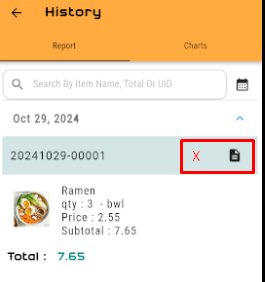 History
Report Charts
Search By Item Name, Total Or UID
Oct 29, 2024
20241029-00001 X
Ramen
qty : 3 - bwl
Price : 2.55
Subtotal : 7.65
Total : 7.65